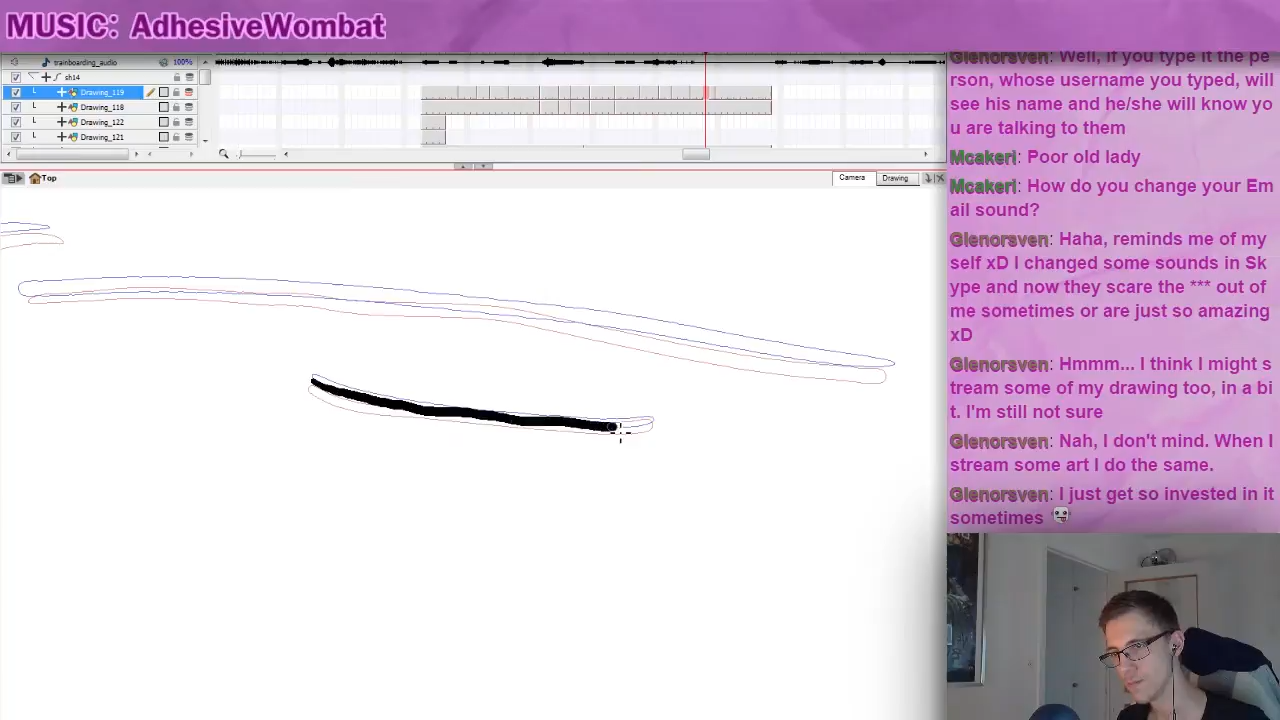 MUSIC: AdhesiveWombat
trainboarding_audio
100%
sh14
Drawing_119
Drawing_118
Drawing_122
Drawing_121
Top
Camera
Drawing
Glenorsven: Well, if you type it the pe
rson, whose username you typed, will
see his name and he/she will know yo
u are talking to them
Mcakeri: Poor old lady
Mcakeri: How do you change your Em
ail sound?
Glenorsven: Haha, reminds me of my
self xD I changed some sounds in Sk
ype and now they scare the *** out of
me sometimes or are just so amazing
xD
Glenorsven: Hmmm... I think I might s
tream some of my drawing too, in a bi
t. I'm still not sure
Glenorsven: Nah, I don't mind. When I
stream some art I do the same.
Glenorsven: I just get so invested in it
sometimes